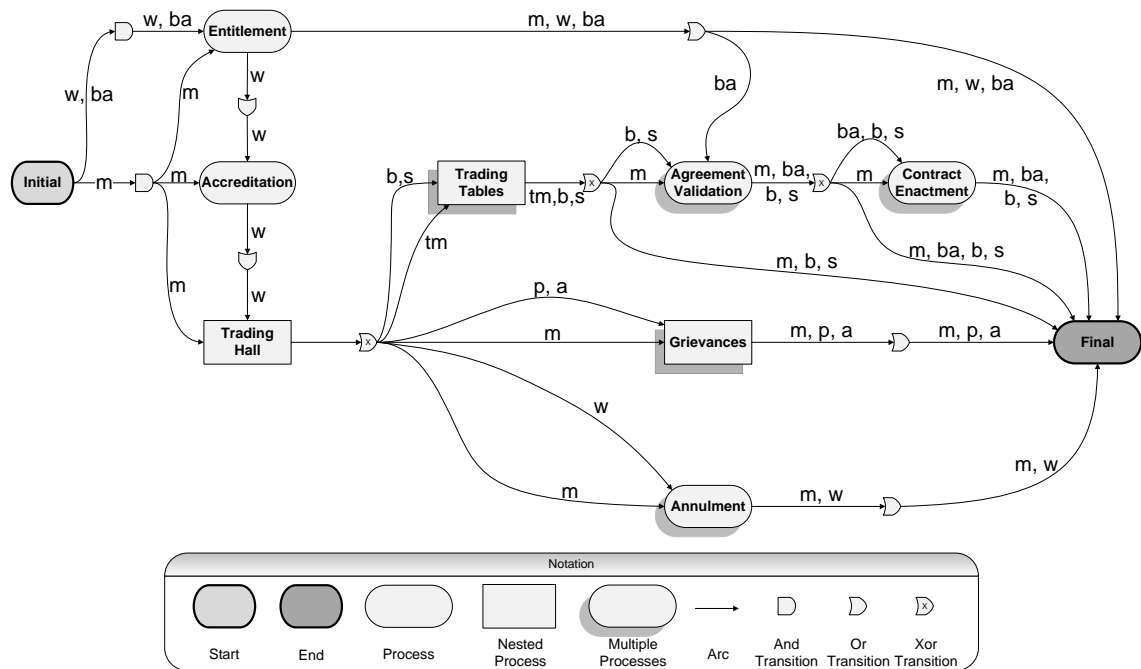 w, ba
Entitlement
m, w, ba
w
w, ba
m
ba
m, w, ba
w
b, s
ba, b, s
Initial
m
m
Accreditation
b,s
Trading
Tables
tm,b,s
x
m
Agreement
Validation
m, ba,
b, s
x
m
Contract
Enactment
m, ba,
b, s
w
tm
m, b, s
m, ba, b, s
m
w
p, a
Trading
Hall
x
m
Grievances
m, p, a
m, p, a
Final
w
m
Annulment
m, w
m, w
Notation
x
Start
End
Process
Nested
Process
Multiple
Processes
Arc
And
Transition
Or
Transition
Xor
Transition